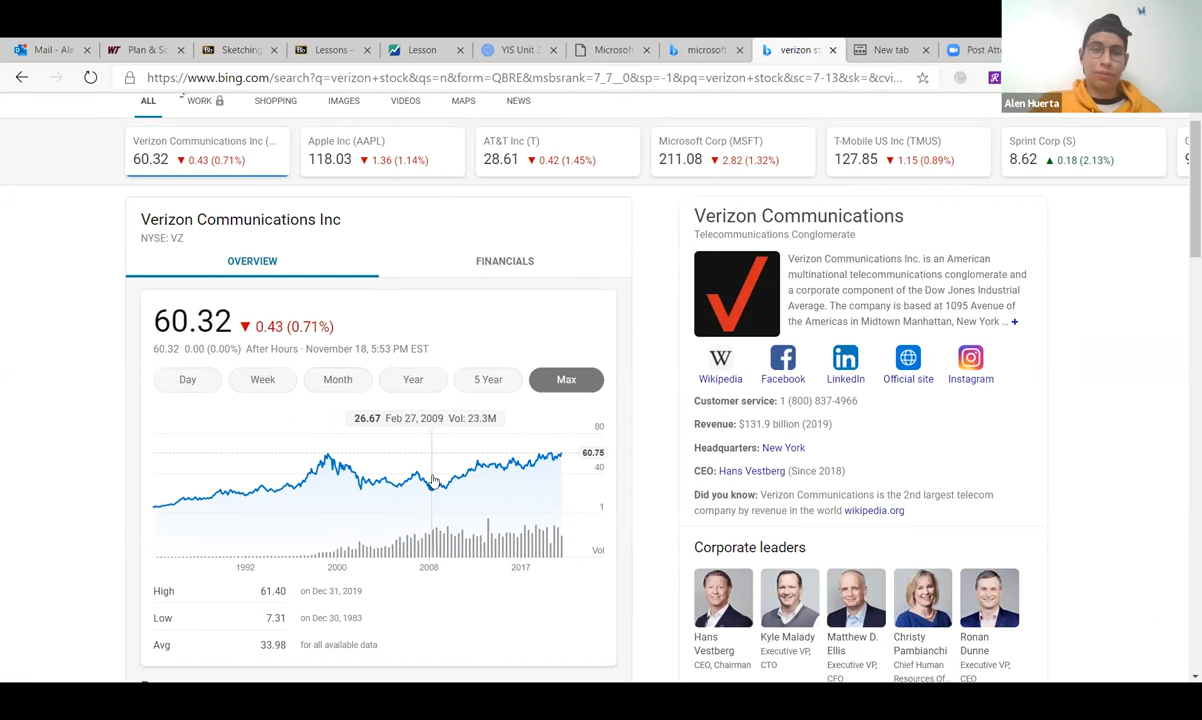 Mail - Ale
Plan & Sc
Sketching
Lessons –
Lesson
YIS Unit
Microsof
microsoft
verizon st
New tab
Post Atte
https://www.bing.com/search?q=verizon+stock&qs=n&form=QBRE&msbsrank=7_7__0&sp=-1&pq=verizon+stock&sc=7-13&sk=&cvi...
Alen Huerta
ALL WORK SHOPPING IMAGES VIDEOS MAPS NEWS
Verizon Communications Inc (...
60.32 ▼ 0.43 (0.71%)
Apple Inc (AAPL)
118.03 ▼ 1.36 (1.14%)
AT&T Inc (T)
28.61 ▼ 0.42 (1.45%)
Microsoft Corp (MSFT)
211.08 ▼ 2.82 (1.32%)
T-Mobile US Inc (TMUS)
127.85 ▼ 1.15 (0.89%)
Sprint Corp (S)
8.62 ▲ 0.18 (2.13%)
Verizon Communications Inc
NYSE: VZ
OVERVIEW FINANCIALS
60.32 ▼ 0.43 (0.71%)
60.32 0.00 (0.00%) After Hours · November 18, 5:53 PM EST
Day Week Month Year 5 Year Max
26.67 Feb 27, 2009 Vol: 23.3M
80
60.75
40
1
Vol
1992 2000 2008 2017
High 61.40 on Dec 31, 2019
Low 7.31 on Dec 30, 1983
Avg 33.98 for all available data
Verizon Communications
Telecommunications Conglomerate
Verizon Communications Inc. is an American
multinational telecommunications conglomerate and
a corporate component of the Dow Jones Industrial
Average. The company is based at 1095 Avenue of
the Americas in Midtown Manhattan, New York ... +
W
Wikipedia Facebook LinkedIn Official site Instagram
Customer service: 1 (800) 837-4966
Revenue: $131.9 billion (2019)
Headquarters: New York
CEO: Hans Vestberg (Since 2018)
Did you know: Verizon Communications is the 2nd largest telecom
company by revenue in the world wikipedia.org
Corporate leaders
Hans
Vestberg
CEO, Chairman
Kyle Malady
Executive VP,
CTO
Matthew D.
Ellis
Executive VP,
CFO
Christy
Pambianchi
Chief Human
Resources Of...
Ronan
Dunne
Executive VP,
CEO